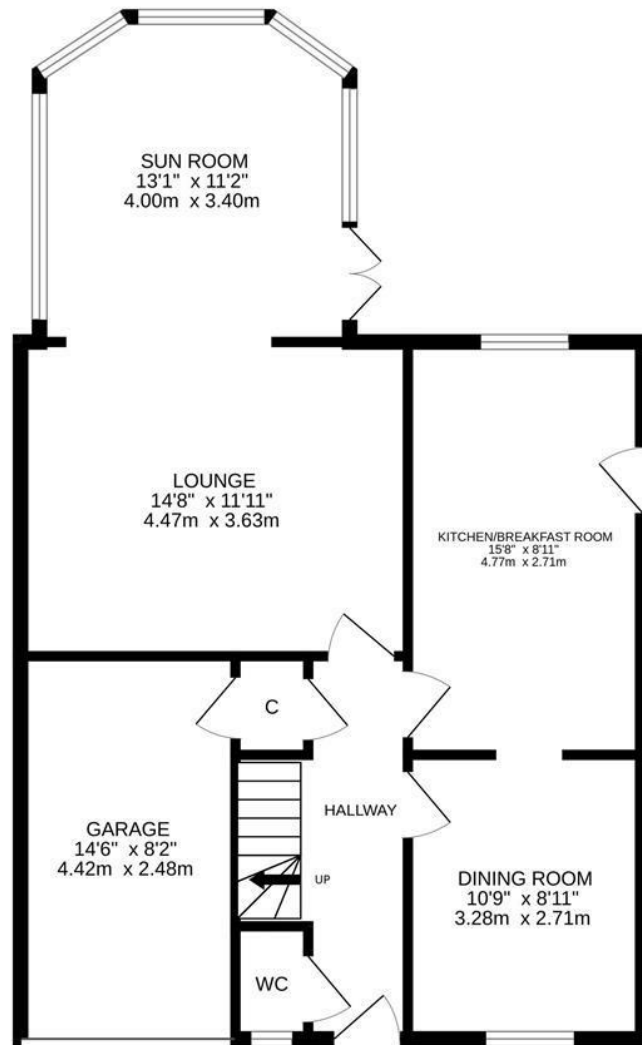 SUN ROOM
13'1" x 11'2"
4.00m x 3.40m
LOUNGE
14'8" x 11'11"
4.47m x 3.63m
KITCHEN/BREAKFAST ROOM
15'8" x 8'11"
4.77m x 2.71m
C
HALLWAY
GARAGE
14'6" x 8'2"
4.42m x 2.48m
UP
DINING ROOM
10'9" x 8'11"
3.28m x 2.71m
WC